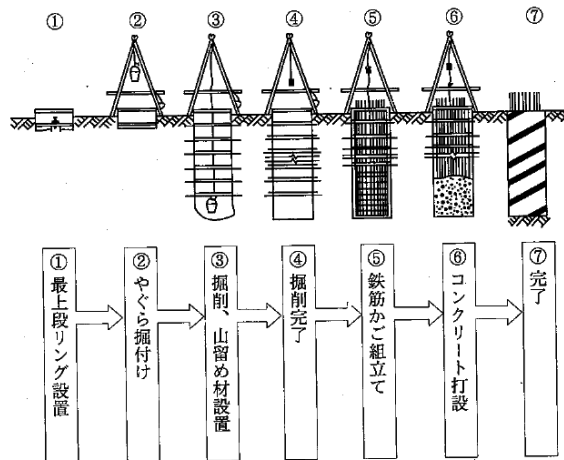 ① ② ③ ④ ⑤ ⑥ ⑦
①最上段リング設置
②やぐら掘付け
③掘削、山留め材設置
④掘削完了
⑤鉄筋かご組立て
⑥コンクリート打設
⑦完了